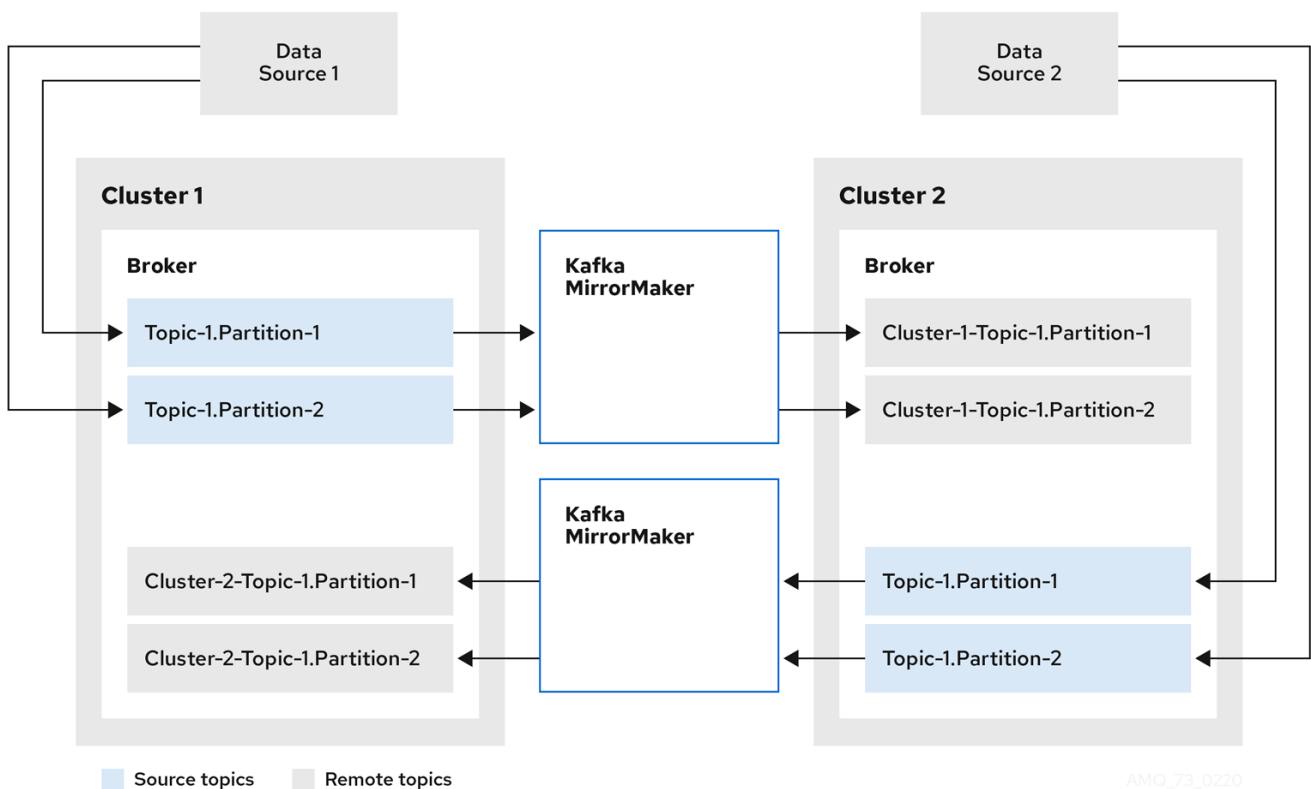 Data
Source 1
Data
Source 2
Cluster 1
Broker
Topic-1.Partition-1
Topic-1.Partition-2
Cluster-2-Topic-1.Partition-1
Cluster-2-Topic-1.Partition-2
Kafka
MirrorMaker
Kafka
MirrorMaker
Cluster 2
Broker
Cluster-1-Topic-1.Partition-1
Cluster-1-Topic-1.Partition-2
Topic-1.Partition-1
Topic-1.Partition-2
Source topics
Remote topics
AMQ_73_0220